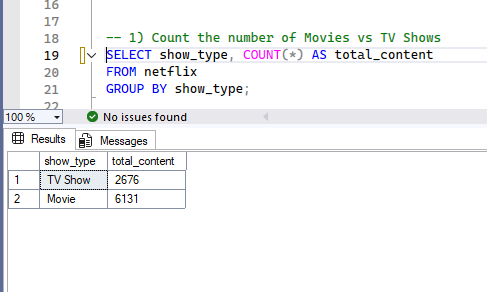 16
17
18 -- 1) Count the number of Movies vs TV Shows
19 SELECT show_type, COUNT(*) AS total_content
20 FROM netflix
21 GROUP BY show_type;
22
100 % No issues found
Results Messages
show_type total_content
1 TV Show 2676
2 Movie 6131